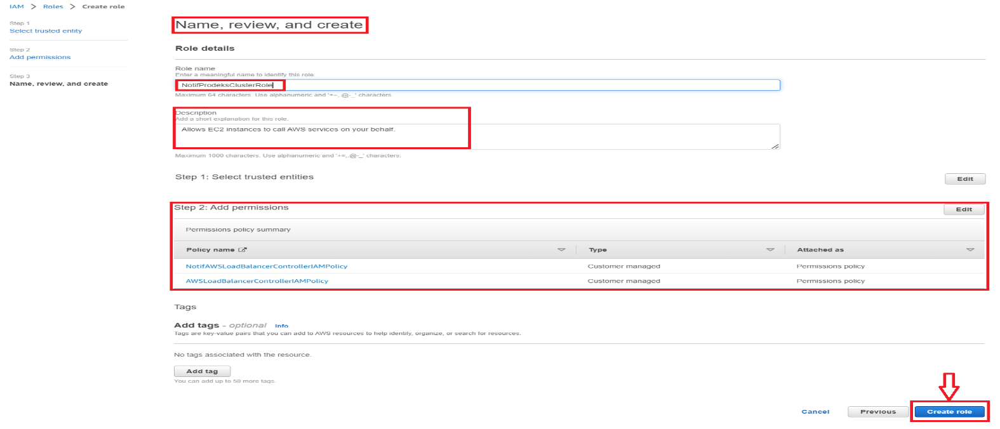 IAM > Roles > Create role
Step 1
Select trusted entity
Step 2
Add permissions
Step 3
Name, review, and create
Name, review, and create
Role details
Role name
Enter a meaningful name to identify this role.
NotifProdeksClusterRole
Maximum 64 characters. Use alphanumeric and '+=,.@-_' characters.
Description
Add a short explanation for this role.
Allows EC2 instances to call AWS services on your behalf.
Maximum 1000 characters. Use alphanumeric and '+=,.@-_' characters.
Step 1: Select trusted entities
Edit
Step 2: Add permissions
Edit
Permissions policy summary
Policy name Type Attached as
NotifAWSLoadBalancerControllerIAMPolicy Customer managed Permissions policy
AWSLoadBalancerControllerIAMPolicy Customer managed Permissions policy
Tags
Add tags - optional Info
Tags are key-value pairs that you can add to AWS resources to help identify, organize, or search for resources.
No tags associated with the resource.
Add tag
You can add up to 50 more tags.
Cancel Previous Create role